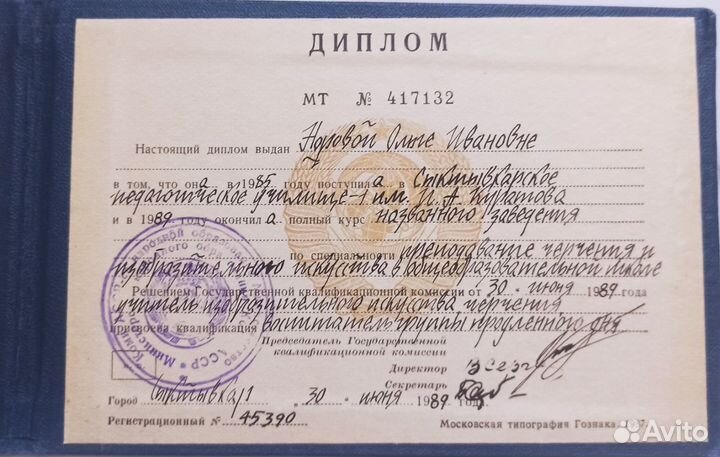 ДИПЛОМ
МТ № 417132
Настоящий диплом выдан Ольге Ивановне
в том, что она в 1985 году поступила в Сыктывкарское
педагогическое училище-1 им. И. А. Куратова
и в 1989 году окончила полный курс названного заведения
по специальности преподавание черчения и
изобразительного искусства в общеобразовательной школе
Решением Государственной квалификационной комиссии от 30 июня 1989 года
учитель изобразительного искусства, черчения,
присвоена квалификация воспитатель группы продленного дня
Председатель Государственной
квалификационной комиссии
Директор
Секретарь
Город Сыктывкар 30 июня 1989 года.
Регистрационный № 45390
Московская типография Гознака.
Avito